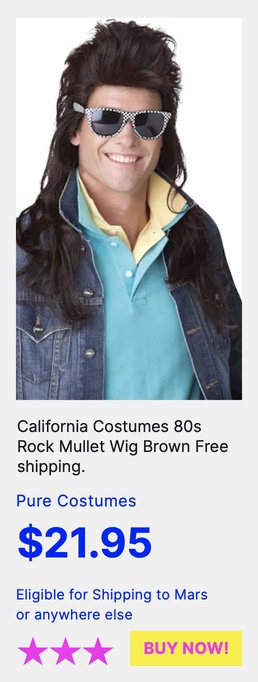 California Costumes 80s
Rock Mullet Wig Brown Free
shipping.
Pure Costumes
$21.95
Eligible for Shipping to Mars
or anywhere else
BUY NOW!